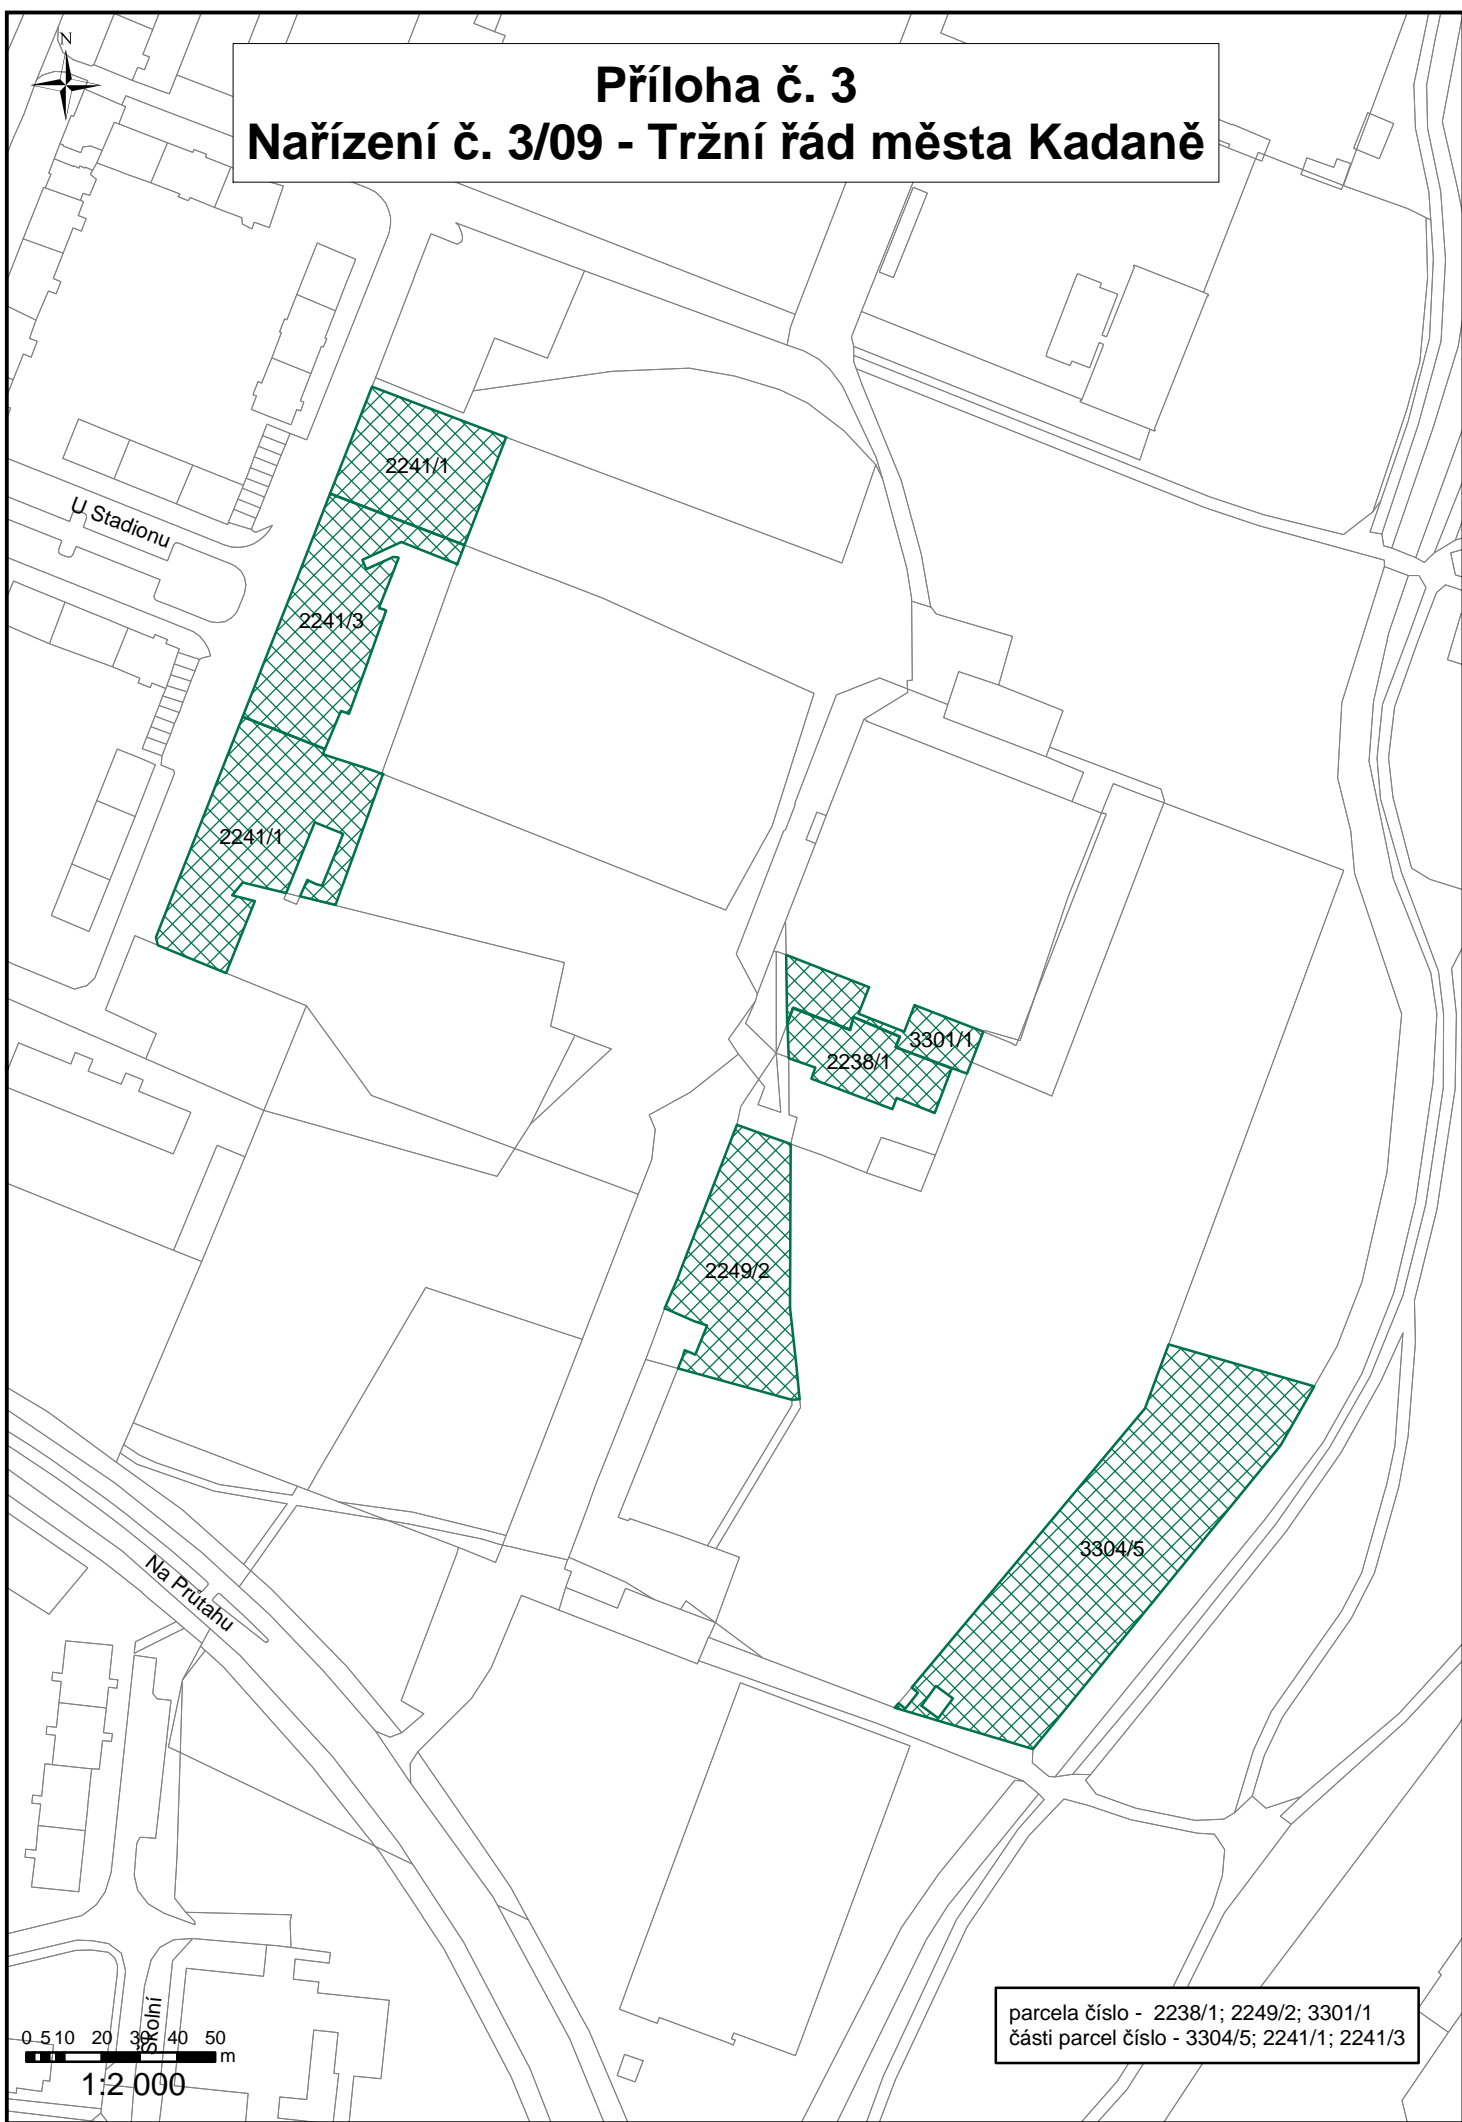 N
Příloha č. 3
Nařízení č. 3/09 - Tržní řád města Kadaně
2241/1
U Stadionu
2241/3
2241/1
3301/1
2238/1
2249/2
3304/5
Na Průtahu
Školní
parcela číslo - 2238/1; 2249/2; 3301/1
části parcel číslo - 3304/5; 2241/1; 2241/3
0 5 10 20 30 40 50
m
1:2 000